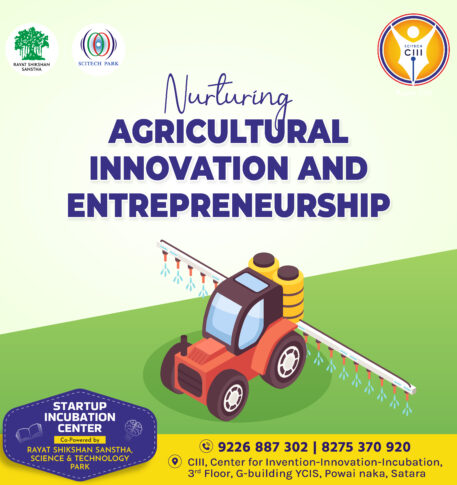 RAYAT SHIKSHAN
SANSTHA
SCITECH PARK
CIII
Nurturing
AGRICULTURAL
INNOVATION AND
ENTREPRENEURSHIP
STARTUP
INCUBATION
CENTER
Co-Powered by
RAYAT SHIKSHAN SANSTHA,
SCIENCE & TECHNOLOGY
PARK
9226 887 302 | 8275 370 920
CIII, Center for Invention-Innovation-Incubation,
3rd Floor, G-building YCIS, Powai naka, Satara